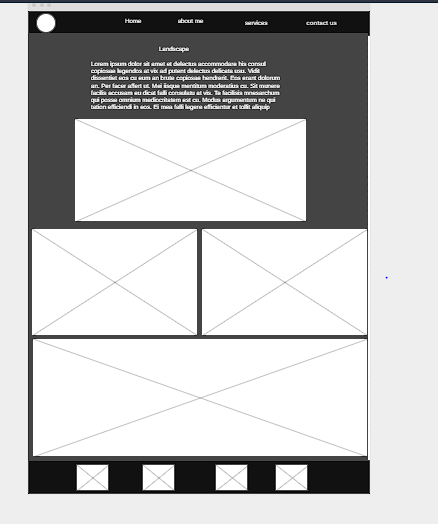 Home about me services contact us
Landscape
Lorem ipsum dolor sit amet et delectus accommodare his consul
copiosae legendos at vix ad putent delectus delicata usu. Vidit
dissentiet eos cu eum an brute copiosae hendrerit. Eos erant dolorum
an. Per facer affert ut. Mei iisque mentitum moderatius cu. Sit munere
facilis accusam eu dicat falli consulatu at vis. Te facilisis mnesarchum
qui posse omnium mediocritatem est cu. Modus argumentum ne qui
tation efficiendi in eos. Ei mea falli legere efficiantur et tollit aliquip